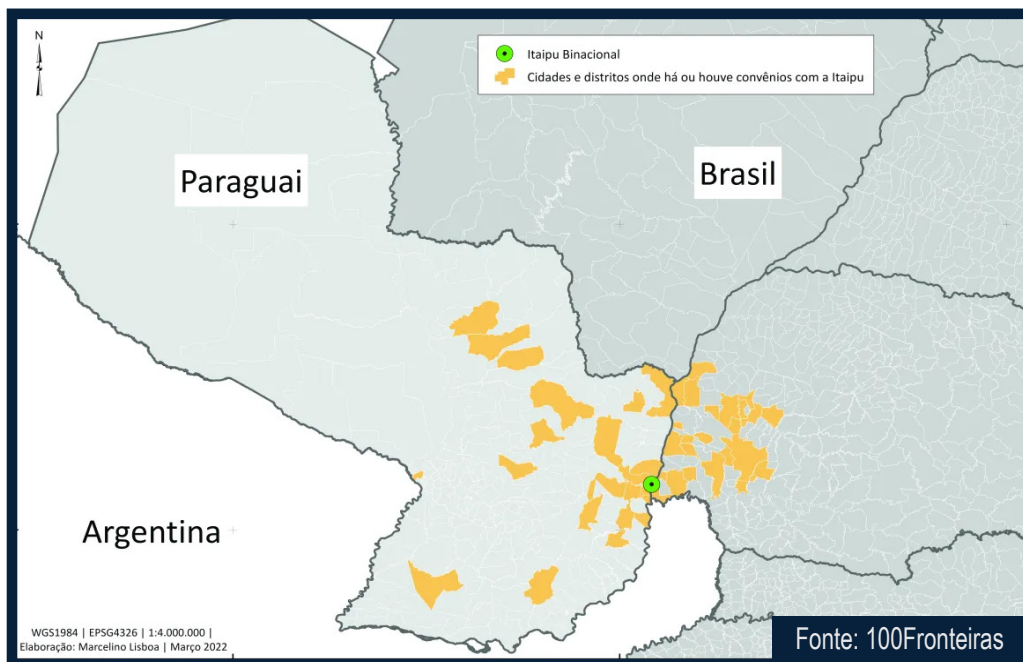 N
Itaipu Binacional
Cidades e distritos onde há ou houve convênios com a Itaipu
Paraguai
Brasil
Argentina
WGS1984 | EPSG4326 | 1:4.000.000 |
Elaboração: Marcelino Lisboa | Março 2022
Fonte: 100Fronteiras